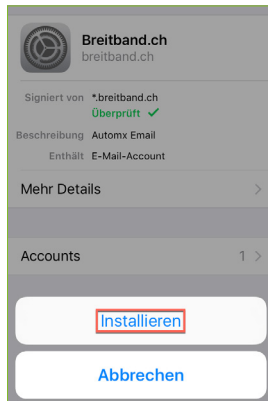 Breitband.ch
breitband.ch
Signiert von *.breitband.ch
Überprüft ✓
Beschreibung Automx Email
Enthält E-Mail-Account
Mehr Details >
Accounts 1 >
Installieren
Abbrechen